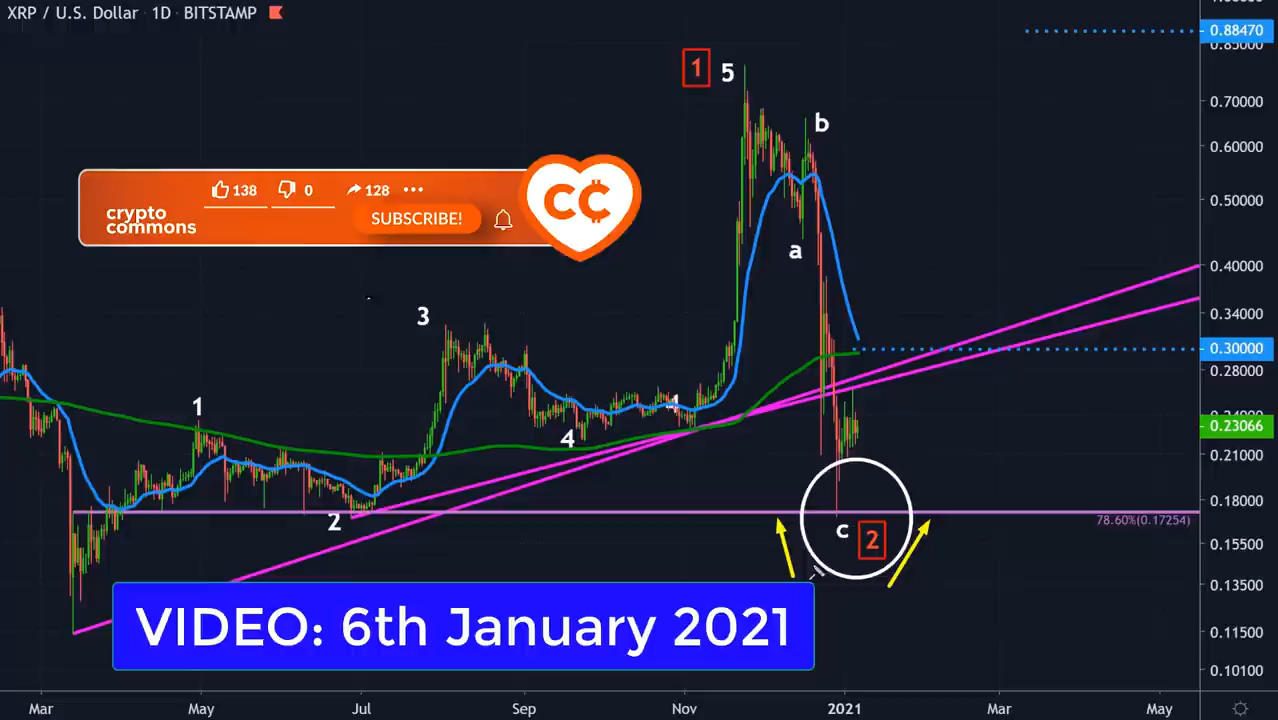 XRP / U.S. Dollar 1D BITSTAMP
0.88470
0.85000
1
5
0.70000
b
0.60000
138 0 128 •••
crypto
commons
SUBSCRIBE!
CC
0.50000
a
0.40000
3
0.34000
0.30000
0.28000
1
4
0.24000
0.23066
4
0.21000
0.18000
2
78.60%(0.17254)
c
2
0.15500
0.13500
VIDEO: 6th January 2021
0.11500
0.10100
Mar May Jul Sep Nov 2021 Mar May